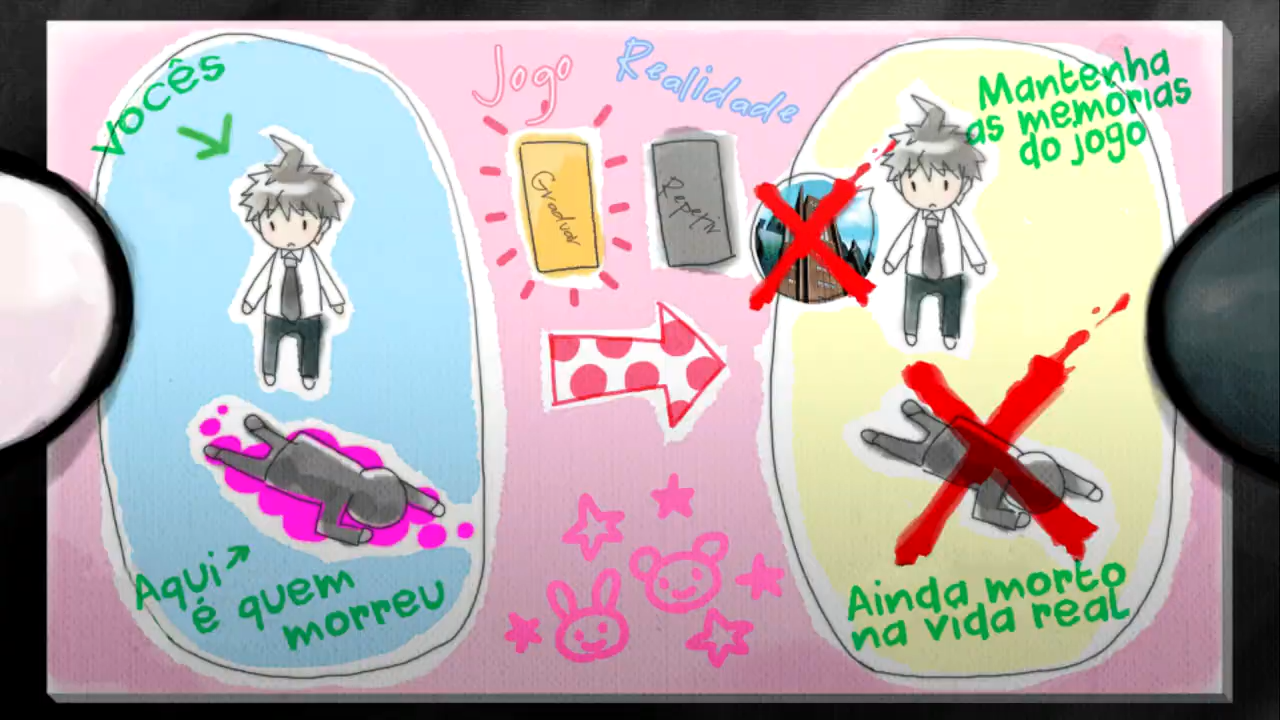 Vocês
Jogo
Realidade
Mantenha
as memórias
do jogo
Graduar
Repetir
Aqui
é quem
morreu
Ainda morto
na vida real